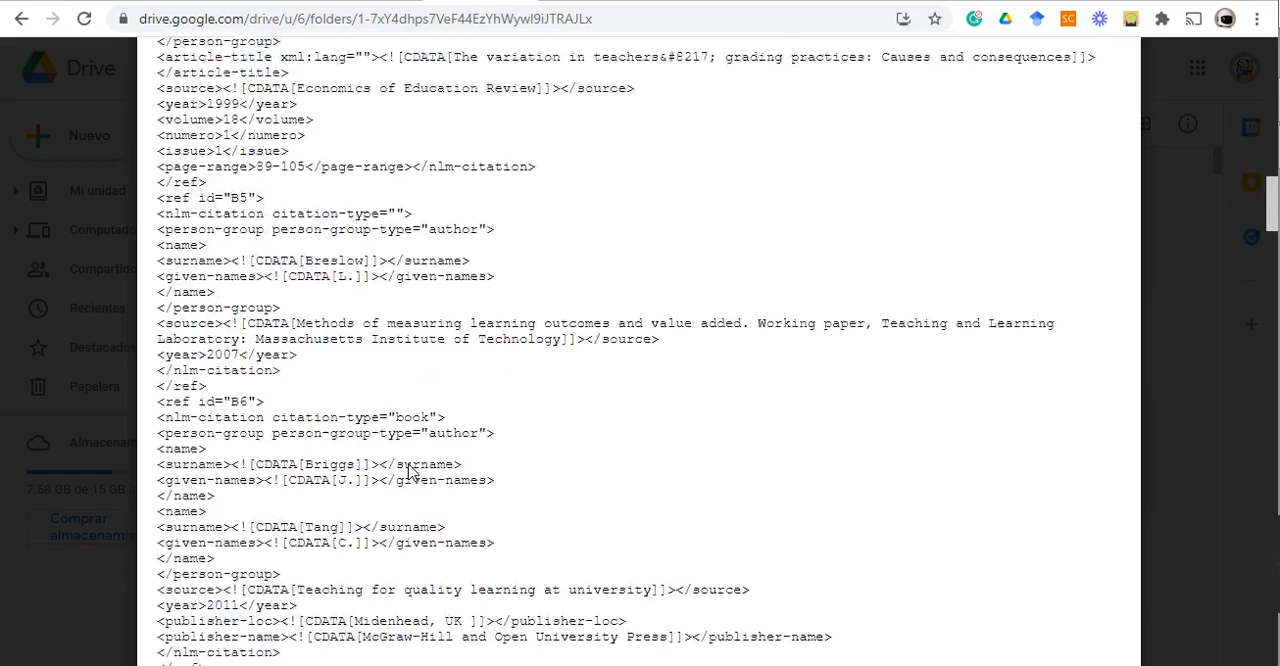 drive.google.com/drive/u/6/folders/1-7xY4dhps7VeF44EzYhWywI9iJTRAJLx
Drive
Nuevo
Mi unidad
Computado
Compartido
Recientes
Destacados
Papelera
Almacenam
7.58 GB de 15 GB
Comprar
almacenamie
</person-group>
<article-title xml:lang=""><![CDATA[The variation in teachers&#8217; grading practices: Causes and consequences]]>
</article-title>
<source><![CDATA[Economics of Education Review]]></source>
<year>1999</year>
<volume>18</volume>
<numero>1</numero>
<issue>1</issue>
<page-range>89-105</page-range></nlm-citation>
</ref>
<ref id="B5">
<nlm-citation citation-type="">
<person-group person-group-type="author">
<name>
<surname><![CDATA[Breslow]]></surname>
<given-names><![CDATA[L.]]></given-names>
</name>
</person-group>
<source><![CDATA[Methods of measuring learning outcomes and value added. Working paper, Teaching and Learning
Laboratory: Massachusetts Institute of Technology]]></source>
<year>2007</year>
</nlm-citation>
</ref>
<ref id="B6">
<nlm-citation citation-type="book">
<person-group person-group-type="author">
<name>
<surname><![CDATA[Briggs]]></surname>
<given-names><![CDATA[J.]]></given-names>
</name>
<name>
<surname><![CDATA[Tang]]></surname>
<given-names><![CDATA[C.]]></given-names>
</name>
</person-group>
<source><![CDATA[Teaching for quality learning at university]]></source>
<year>2011</year>
<publisher-loc><![CDATA[Midenhead, UK ]]></publisher-loc>
<publisher-name><![CDATA[McGraw-Hill and Open University Press]]></publisher-name>
</nlm-citation>